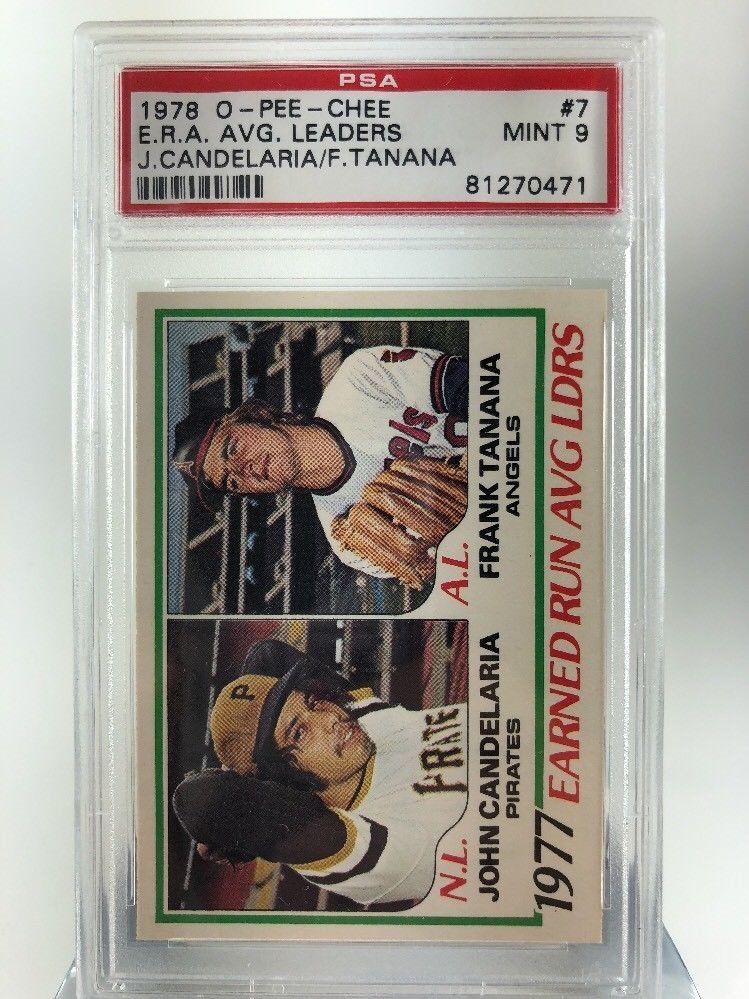 PSA
1978 O-PEE-CHEE #7
E.R.A. AVG. LEADERS MINT 9
J.CANDELARIA/F.TANANA
81270471
N.L.
JOHN CANDELARIA
PIRATES
A.L.
FRANK TANANA
ANGELS
1977 EARNED RUN AVG LDRS
P
PIRATE
A